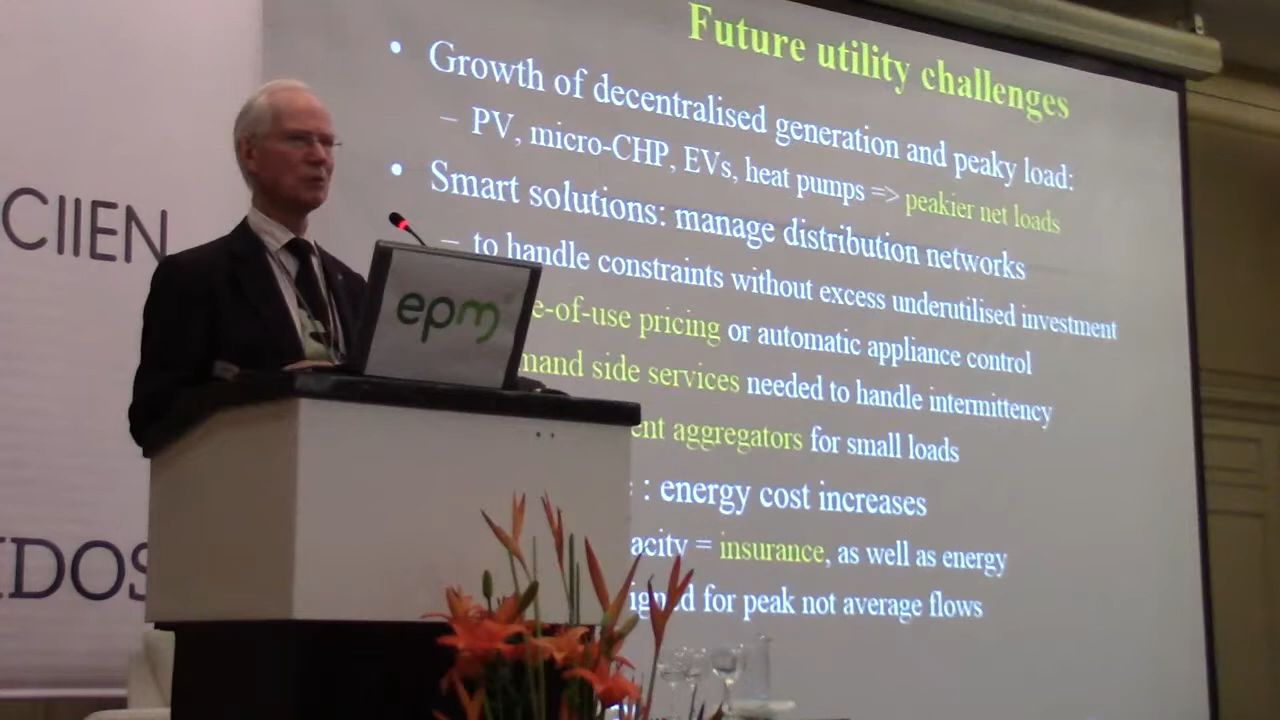 Future utility challenges
• Growth of decentralised generation and peaky load:
– PV, micro-CHP, EVs, heat pumps => peakier net loads
• Smart solutions: manage distribution networks
– to handle constraints without excess underutilised investment
e-of-use pricing or automatic appliance control
mand side services needed to handle intermittency
ent aggregators for small loads
: energy cost increases
acity = insurance, as well as energy
igned for peak not average flows
CIIEN
IDOS
epm